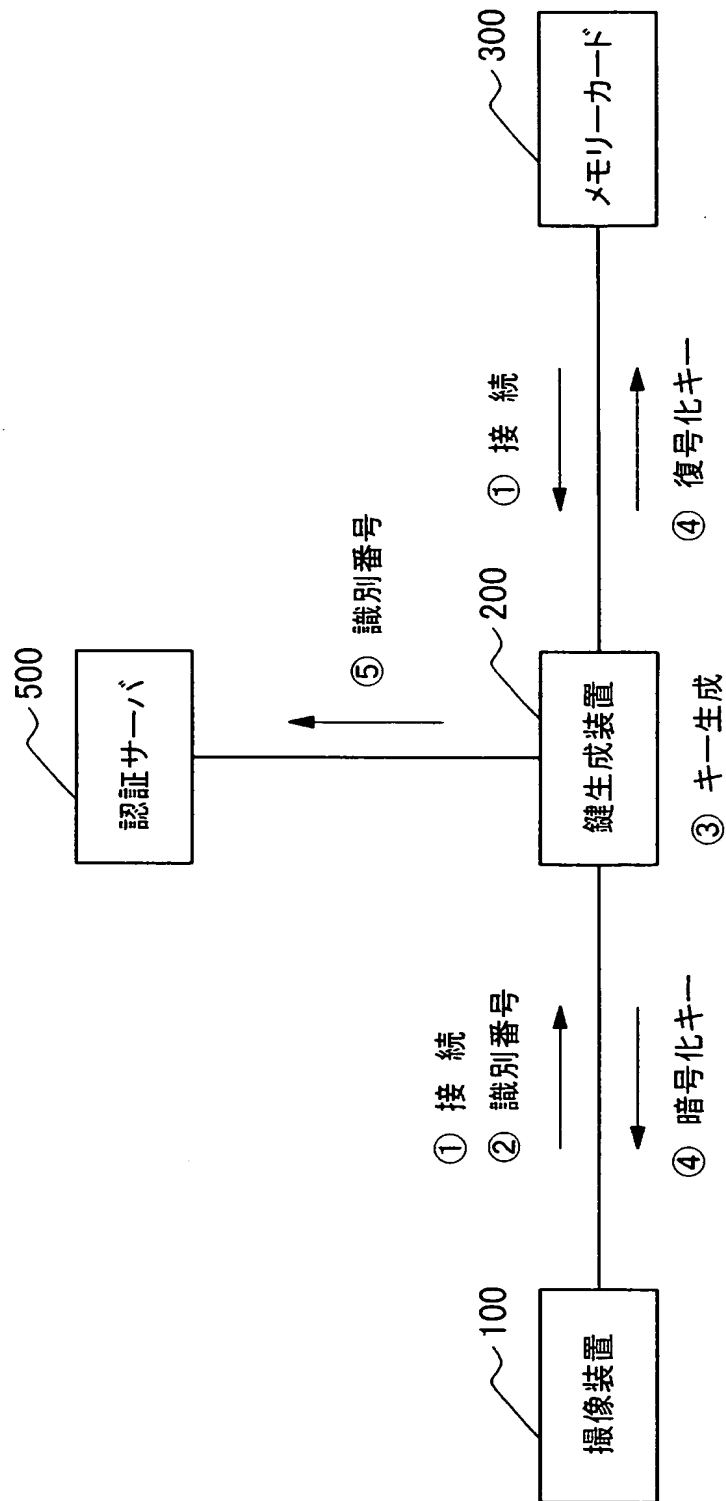 500
認証サーバ
⑤ 識別番号
100
撮像装置
① 接 続
② 識別番号
④ 暗号化キー
200
鍵生成装置
③ キー生成
① 接 続
④ 復号化キー
300
メモリーカード